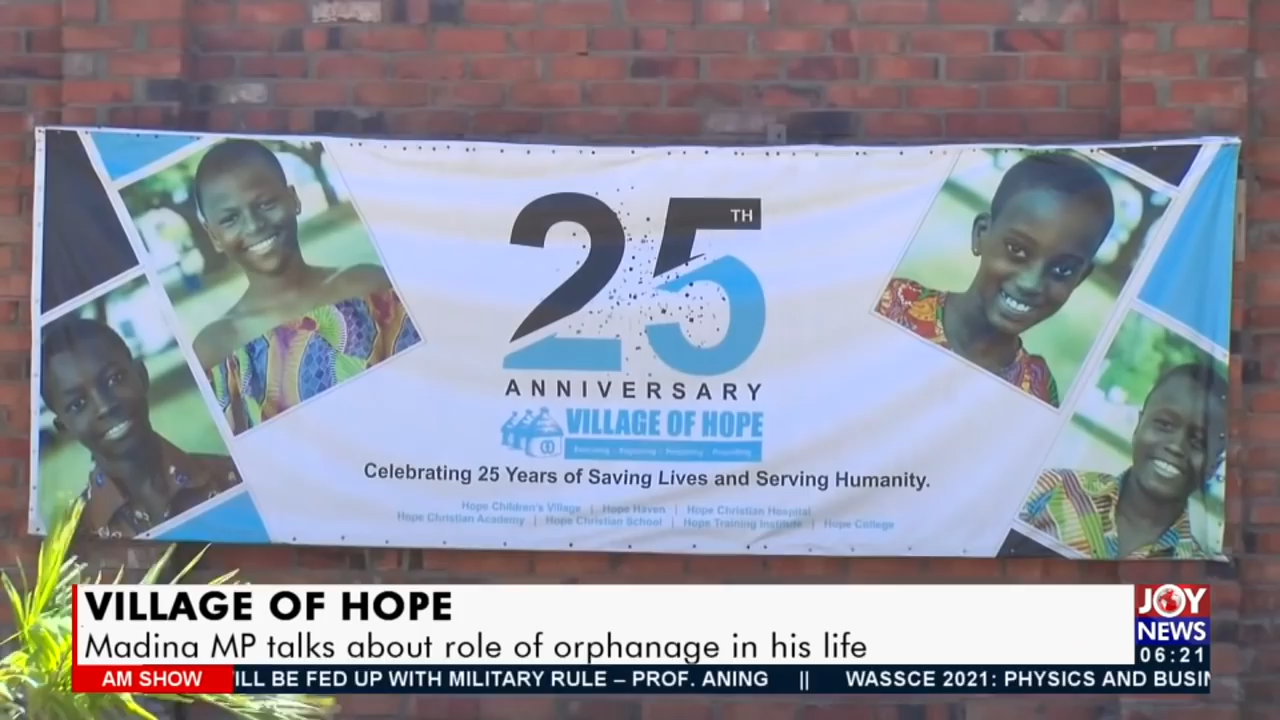 25TH
ANNIVERSARY
VILLAGE OF HOPE
Celebrating 25 Years of Saving Lives and Serving Humanity.
Hope Children's Village | Hope Haven | Hope Christian Hospital
Hope Christian Academy | Hope Christian School | Hope Training Institute | Hope College
VILLAGE OF HOPE
Madina MP talks about role of orphanage in his life
JOY
NEWS
06:21
AM SHOW
ILL BE FED UP WITH MILITARY RULE – PROF. ANING || WASSCE 2021: PHYSICS AND BUSI